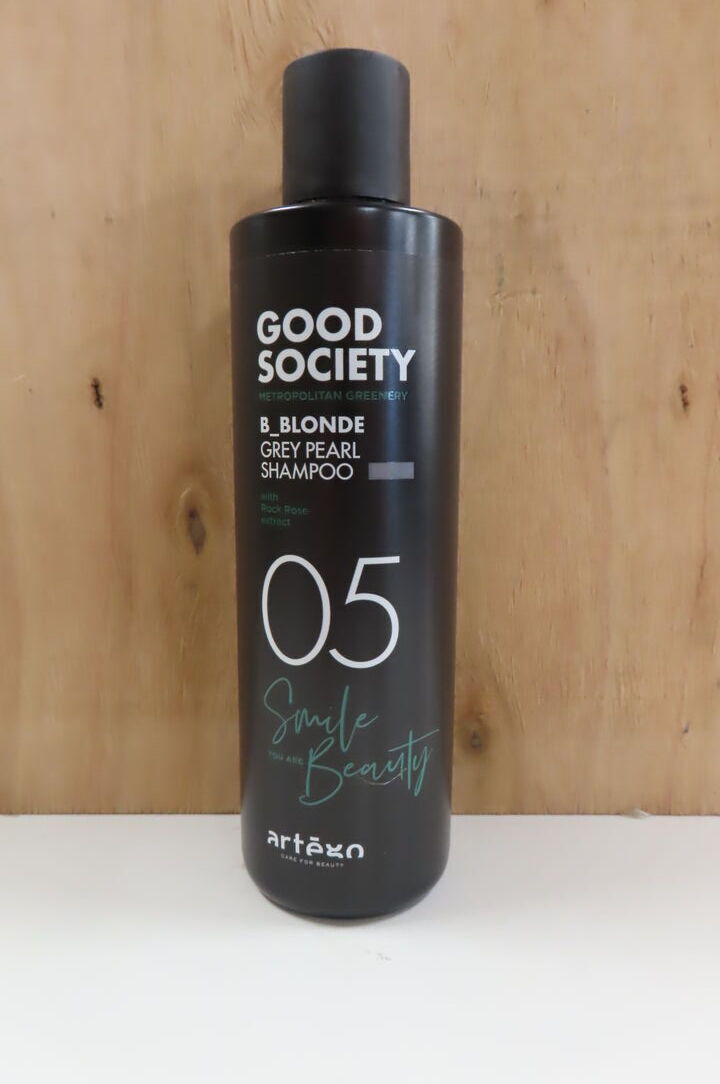 GOOD
SOCIETY
METROPOLITAN GREENERY
B_BLONDE
GREY PEARL
SHAMPOO
with
Rock Rose
extract
05
Smile
YOU ARE
Beauty
artēgo
CARE FOR BEAUTY